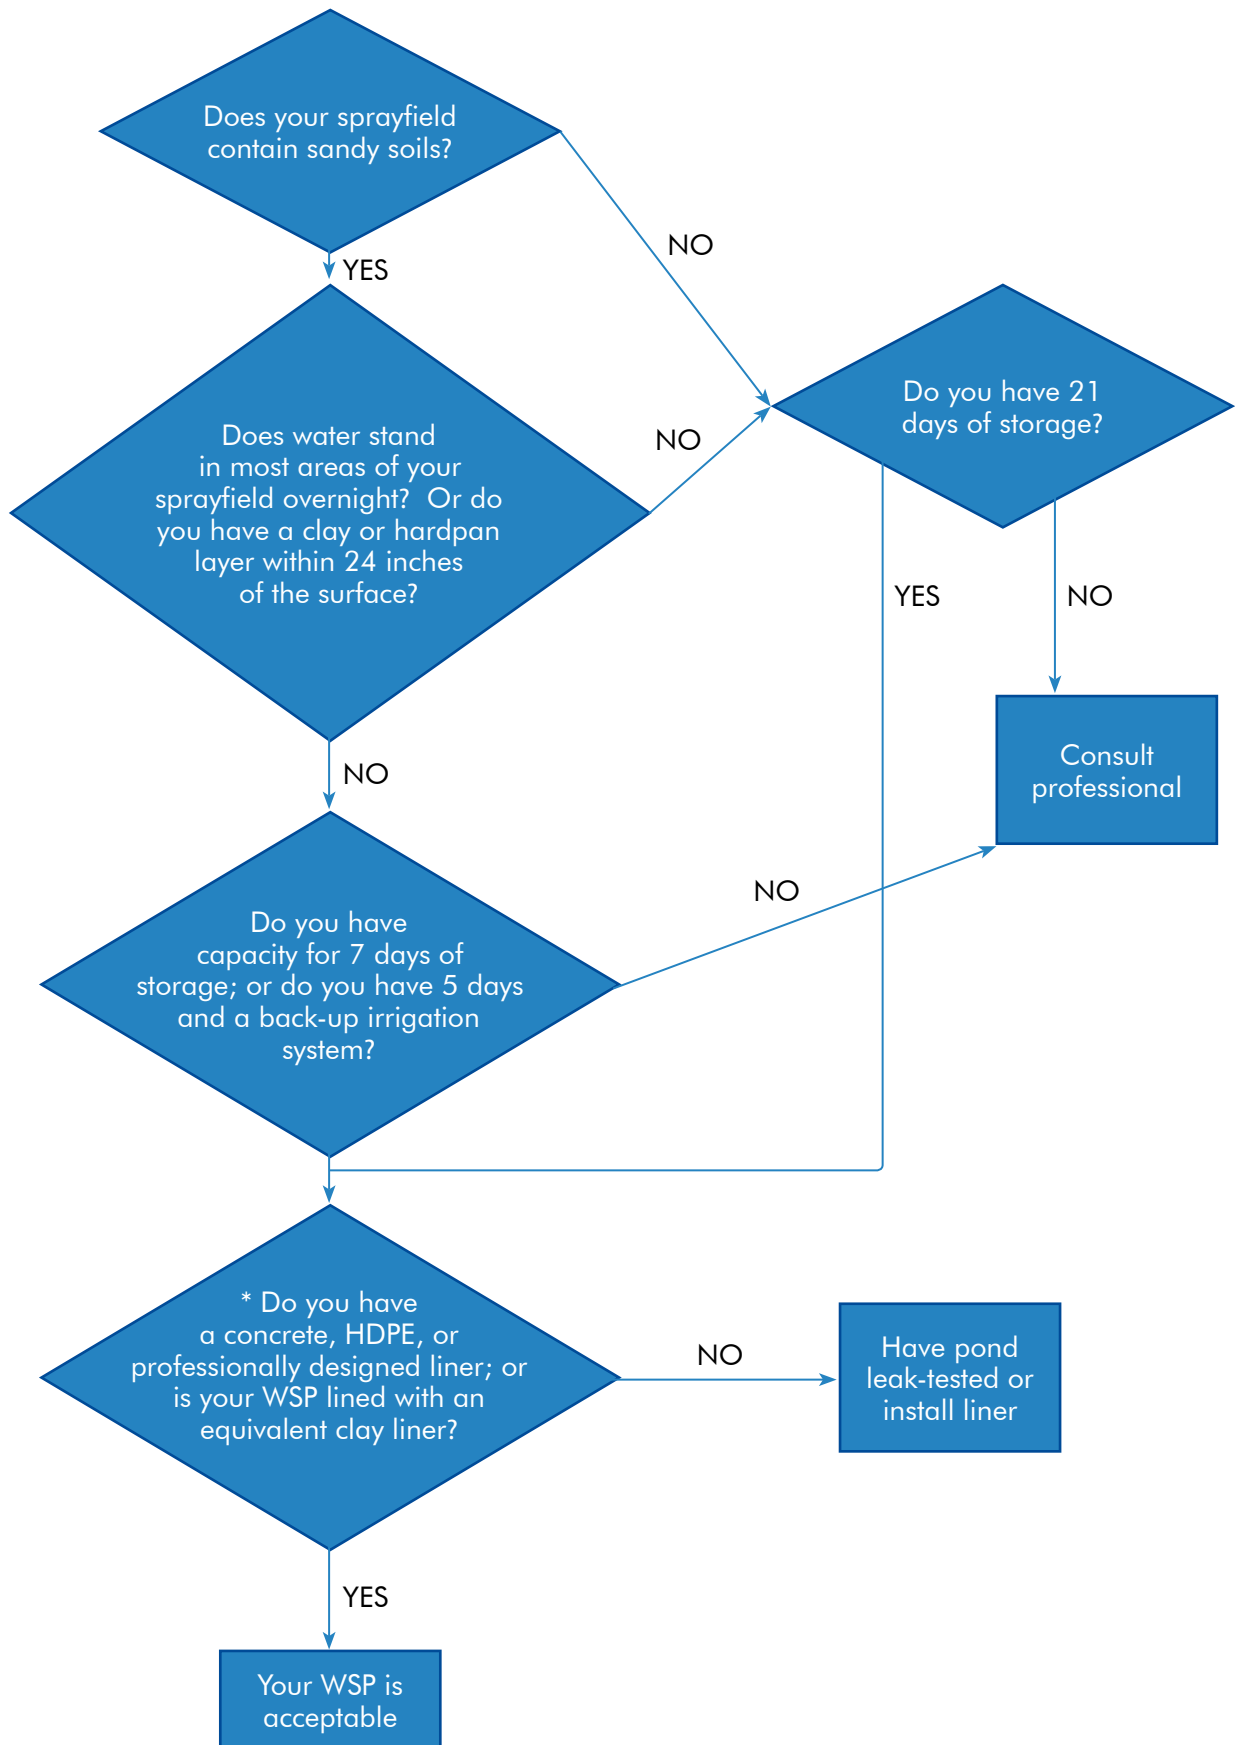 Does your sprayfield
contain sandy soils?
NO
YES
Do you have 21
days of storage?
Does water stand
in most areas of your
sprayfield overnight?  Or do
you have a clay or hardpan
layer within 24 inches
of the surface?
NO
YES
NO
Consult
professional
NO
Do you have
capacity for 7 days of
storage; or do you have 5 days
and a back-up irrigation
system?
NO
* Do you have
a concrete, HDPE, or
professionally designed liner; or
is your WSP lined with an
equivalent clay liner?
NO
Have pond
leak-tested or
install liner
YES
Your WSP is
acceptable